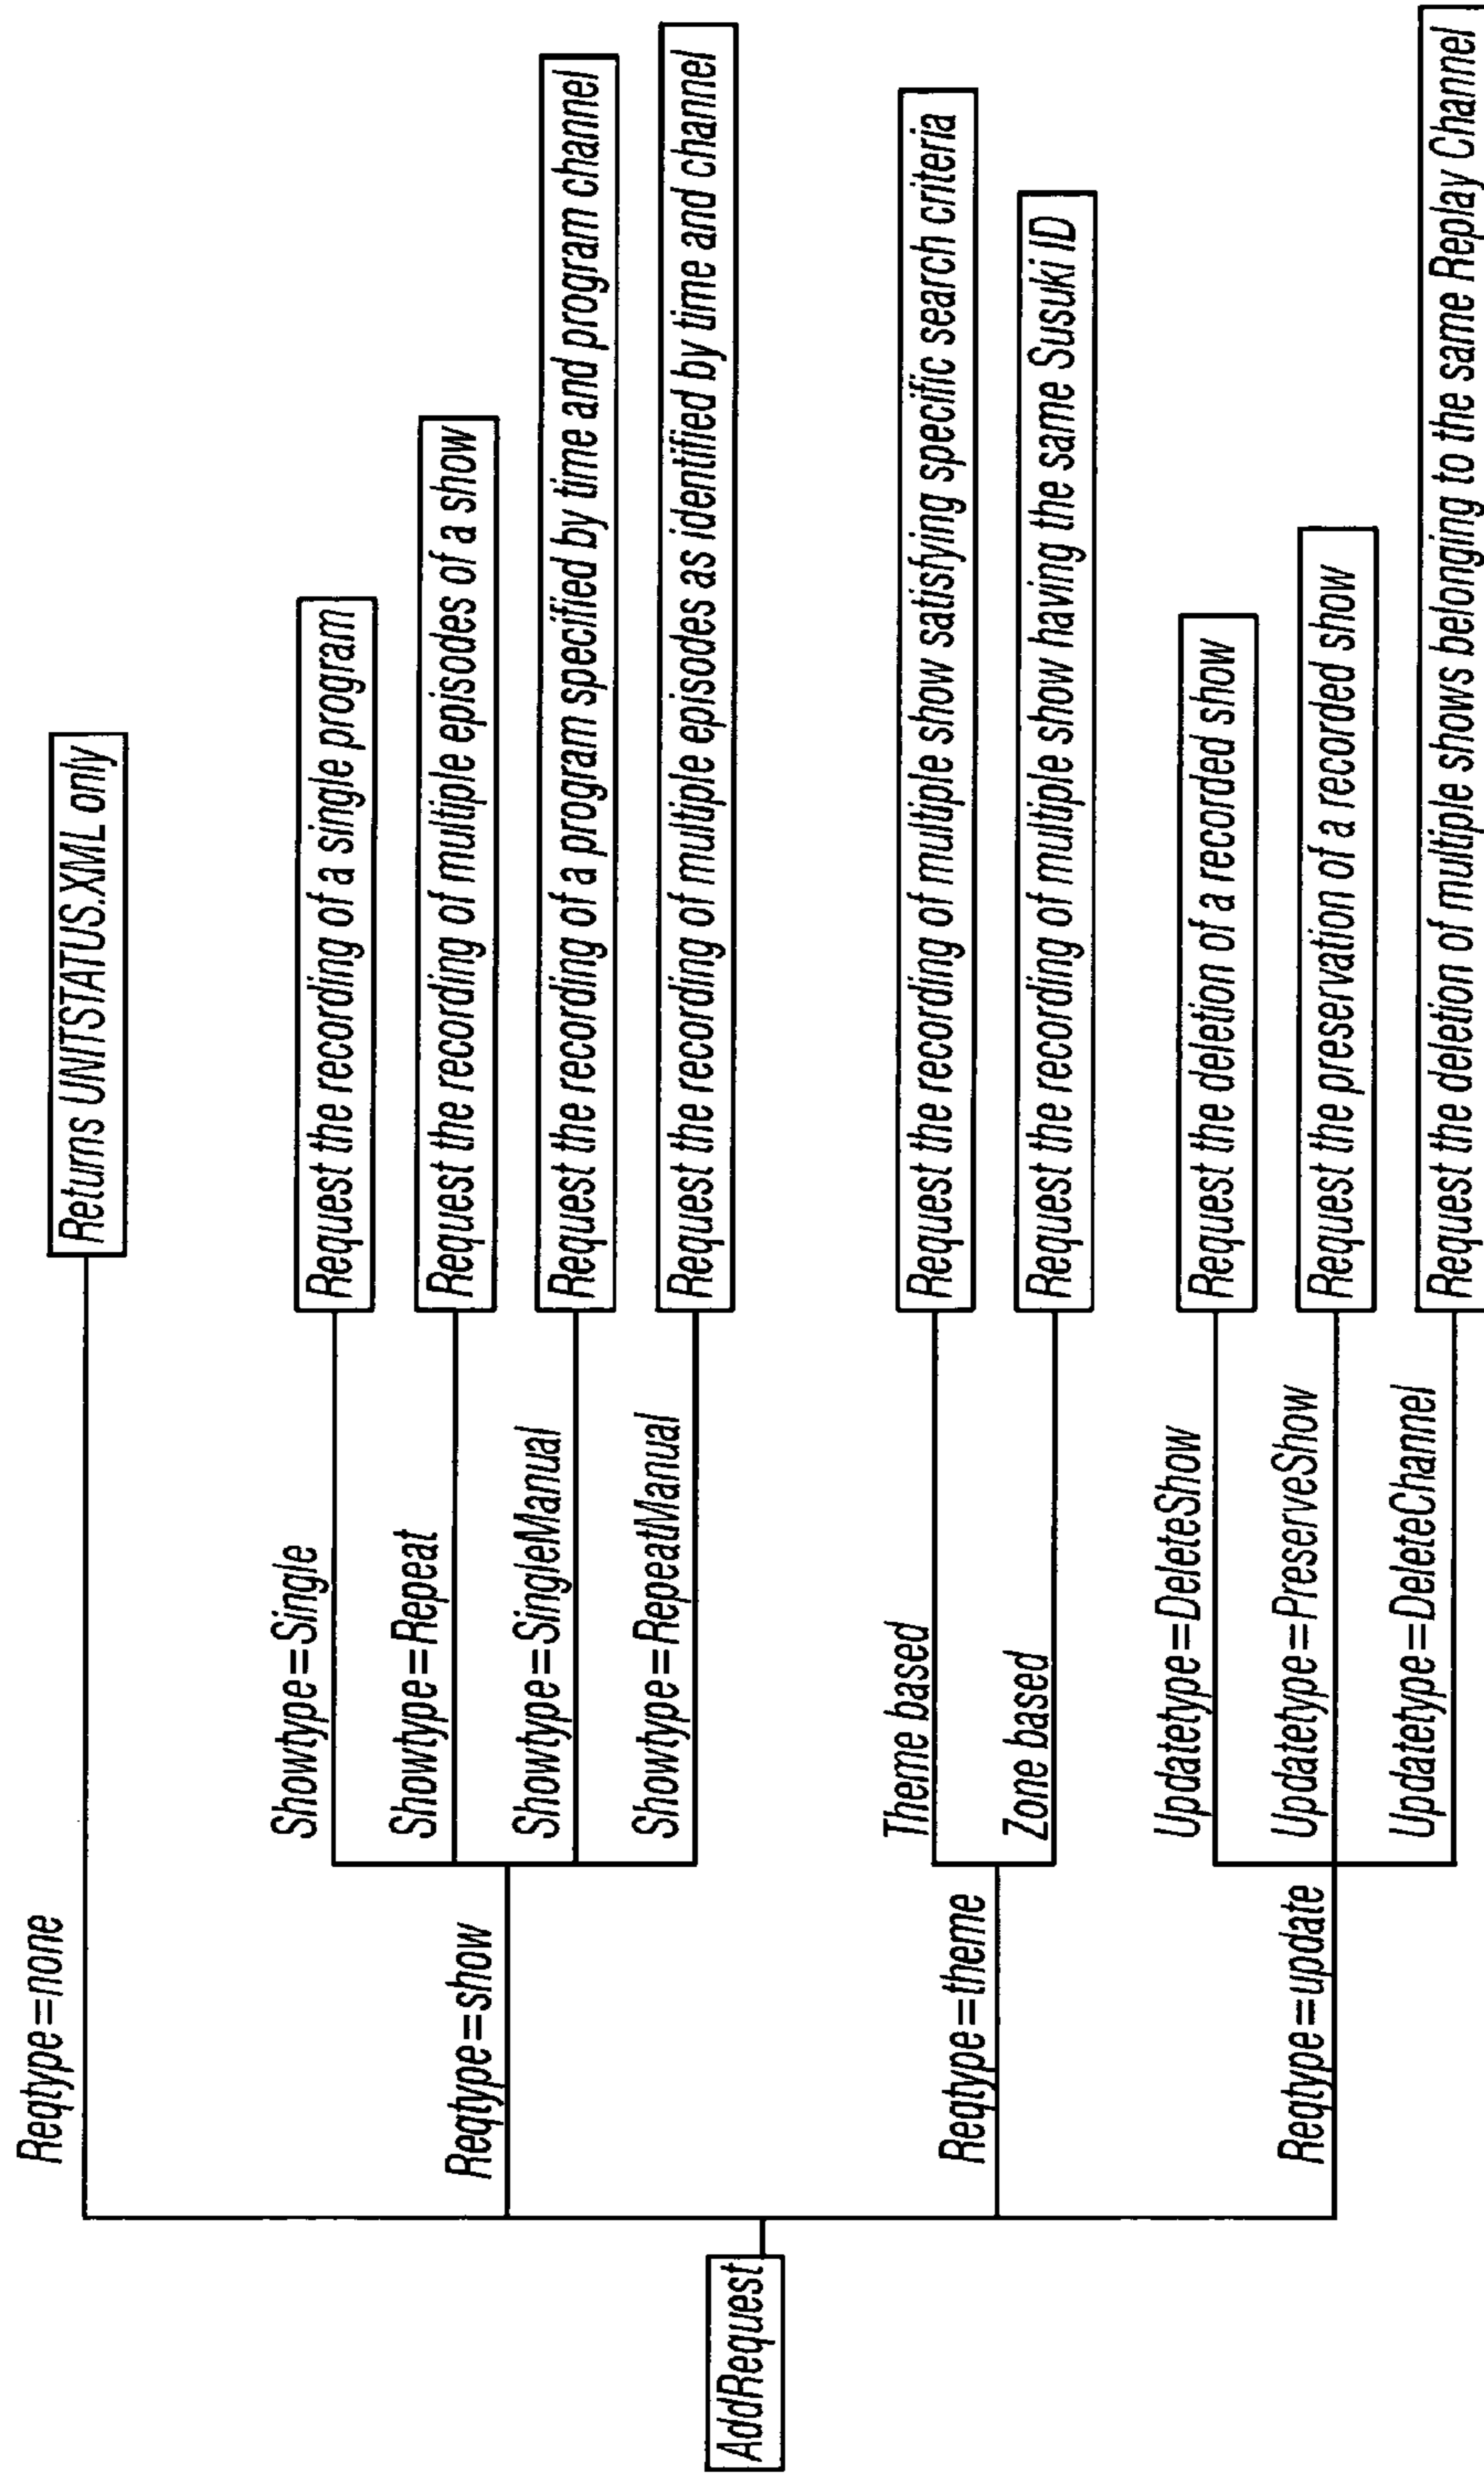 AddRequest
Reqtype=none
Returns UNITSTATUS.XML only
Reqtype=show
Showtype=Single
Request the recording of a single program
Showtype=Repeat
Request the recording of multiple episodes of a show
Showtype=SingleManual
Request the recording of a program specified by time and program channel
Showtype=RepeatManual
Request the recording of multiple episodes as identified by time and channel
Reqtype=theme
Theme based
Request the recording of multiple show satisfying specific search criteria
Zone based
Request the recording of multiple show having the same Susuki ID
Reqtype=update
Updatetype=DeleteShow
Request the deletion of a recorded show
Updatetype=PreserveShow
Request the preservation of a recorded show
Updatetype=DeleteChannel
Request the deletion of multiple shows belonging to the same Replay Channel